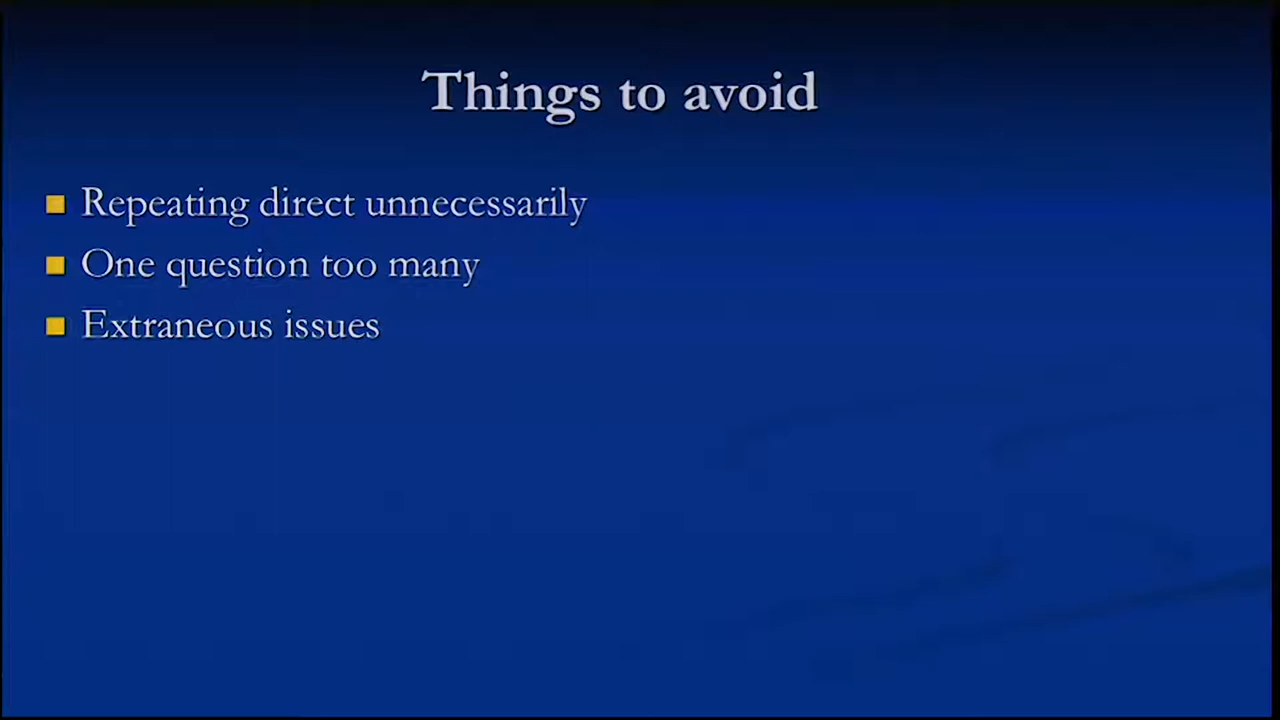 Things to avoid
Repeating direct unnecessarily
One question too many
Extraneous issues